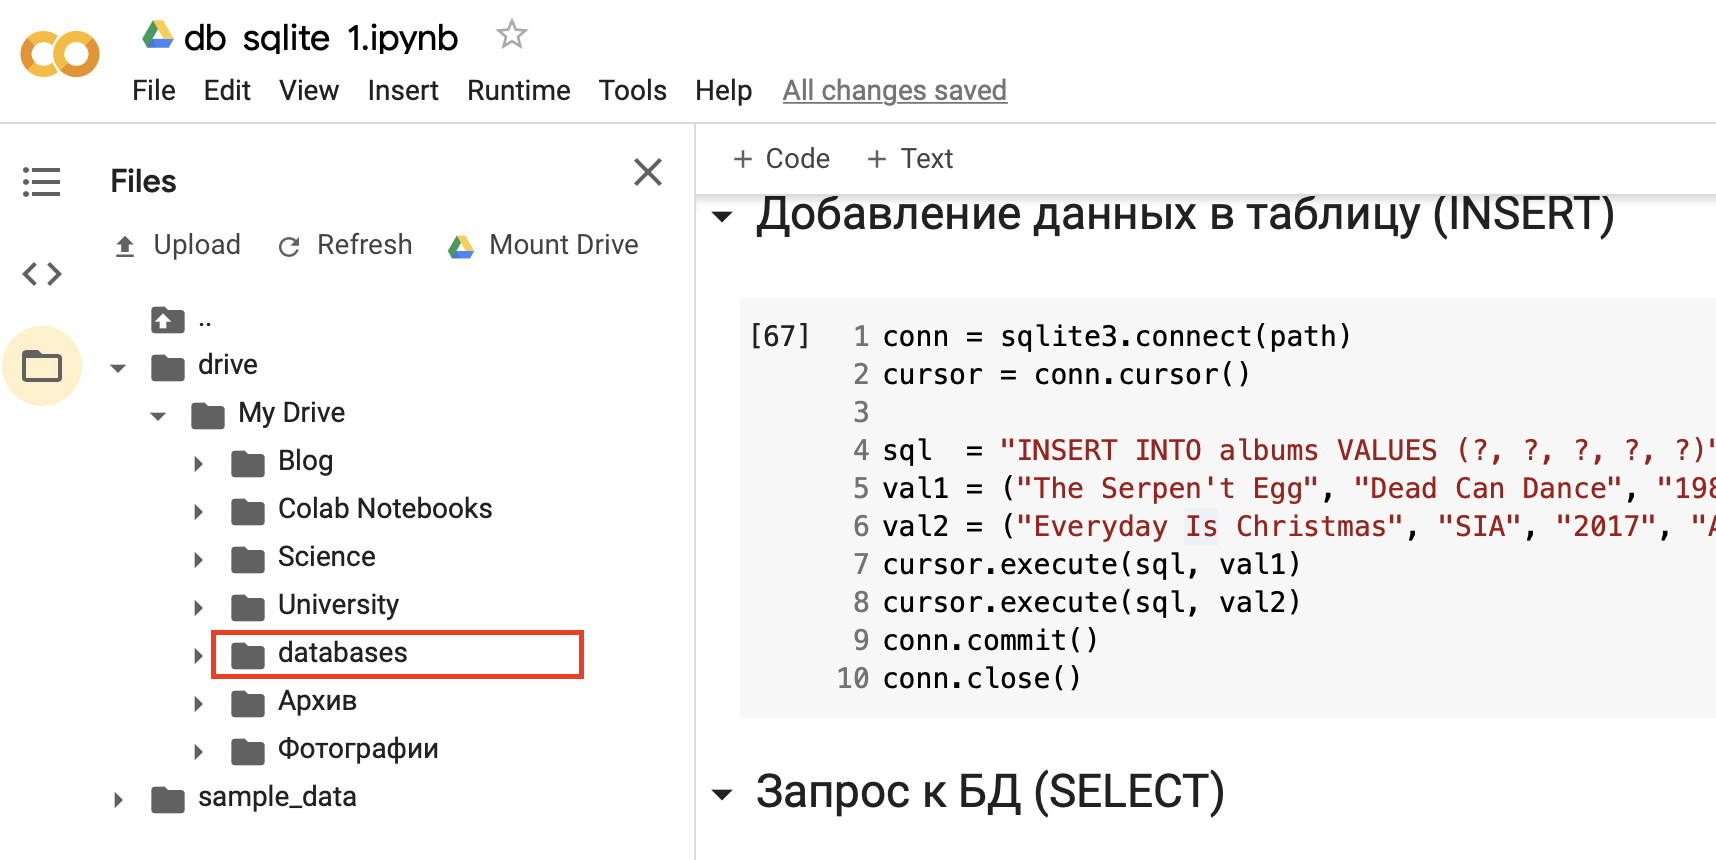 db sqlite 1.ipynb
File Edit View Insert Runtime Tools Help All changes saved
Files
Upload Refresh Mount Drive
..
drive
My Drive
Blog
Colab Notebooks
Science
University
databases
Архив
Фотографии
sample_data
+ Code + Text
Добавление данных в таблицу (INSERT)
[67]
1 conn = sqlite3.connect(path)
2 cursor = conn.cursor()
3
4 sql = "INSERT INTO albums VALUES (?, ?, ?, ?, ?)"
5 val1 = ("The Serpen't Egg", "Dead Can Dance", "198
6 val2 = ("Everyday Is Christmas", "SIA", "2017", "A
7 cursor.execute(sql, val1)
8 cursor.execute(sql, val2)
9 conn.commit()
10 conn.close()
Запрос к БД (SELECT)